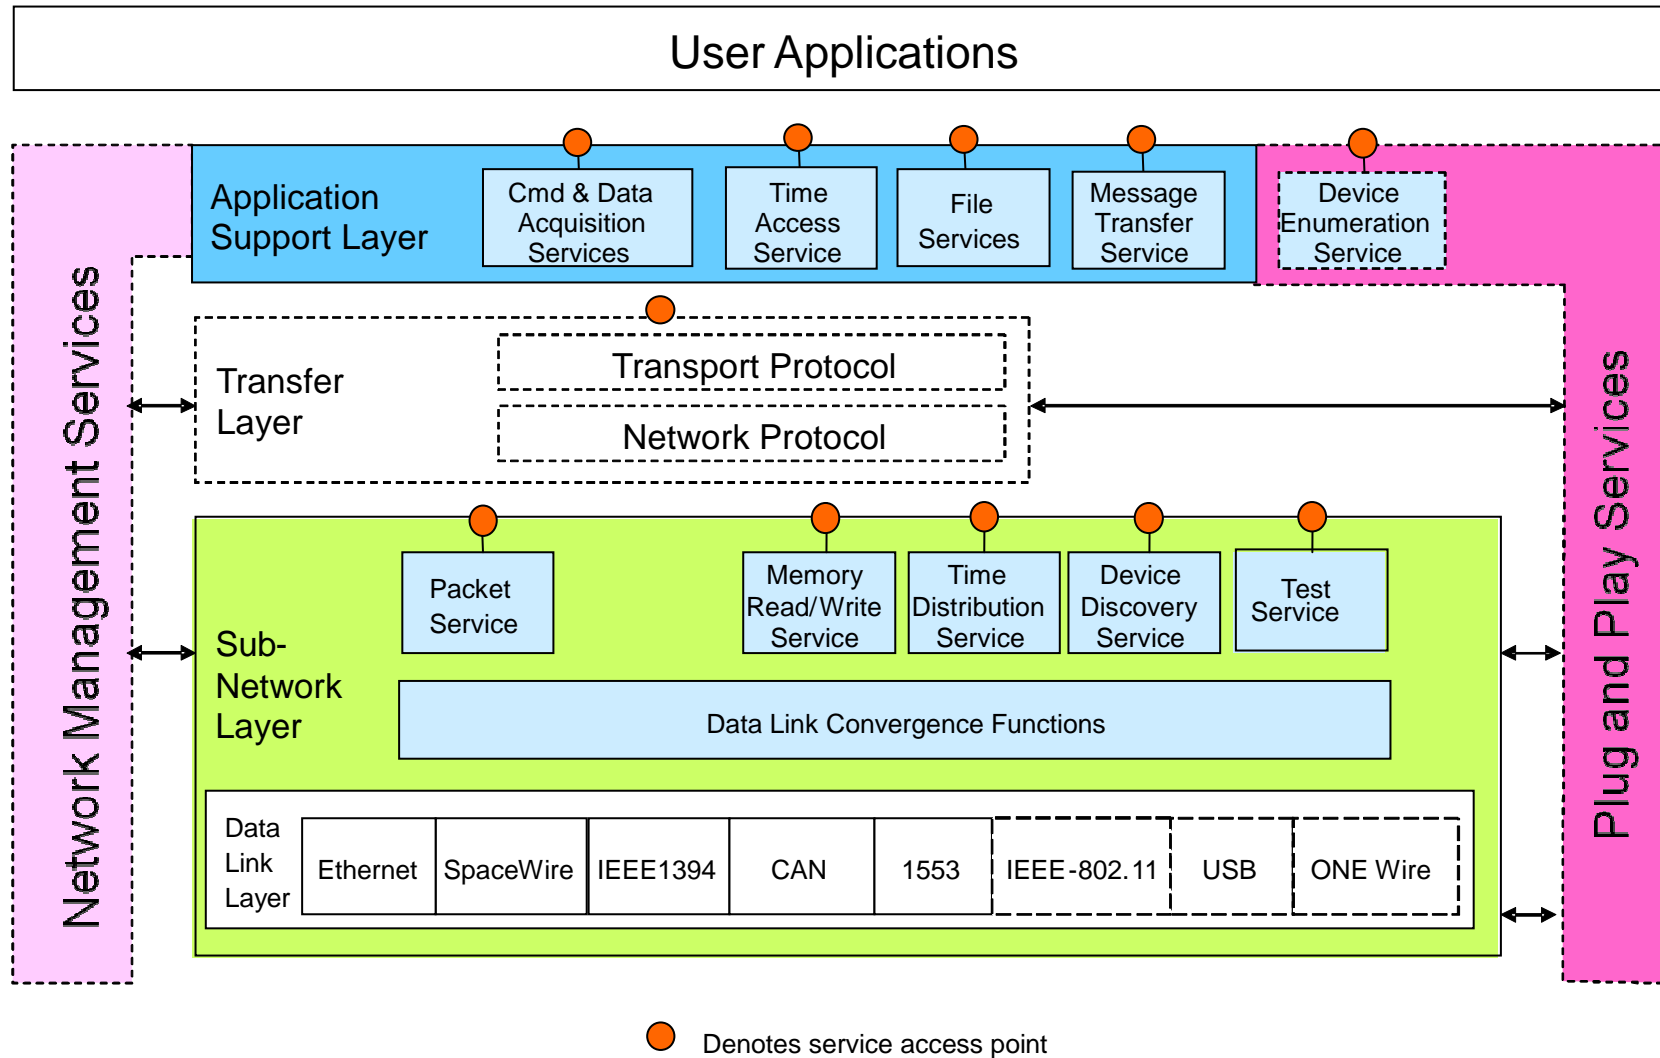 User Applications
Network Management Services
Application
Support Layer
Cmd & Data
Acquisition
Services
Time
Access
Service
File
Services
Message
Transfer
Service
Device
Enumeration
Service
Plug and Play Services
Transfer
Layer
Transport Protocol
Network Protocol
Sub-
Network
Layer
Packet
Service
Memory
Read/Write
Service
Time
Distribution
Service
Device
Discovery
Service
Test
Service
Data Link Convergence Functions
Data
Link
Layer
Ethernet
SpaceWire
IEEE1394
CAN
1553
IEEE-802.11
USB
ONE Wire
Denotes service access point